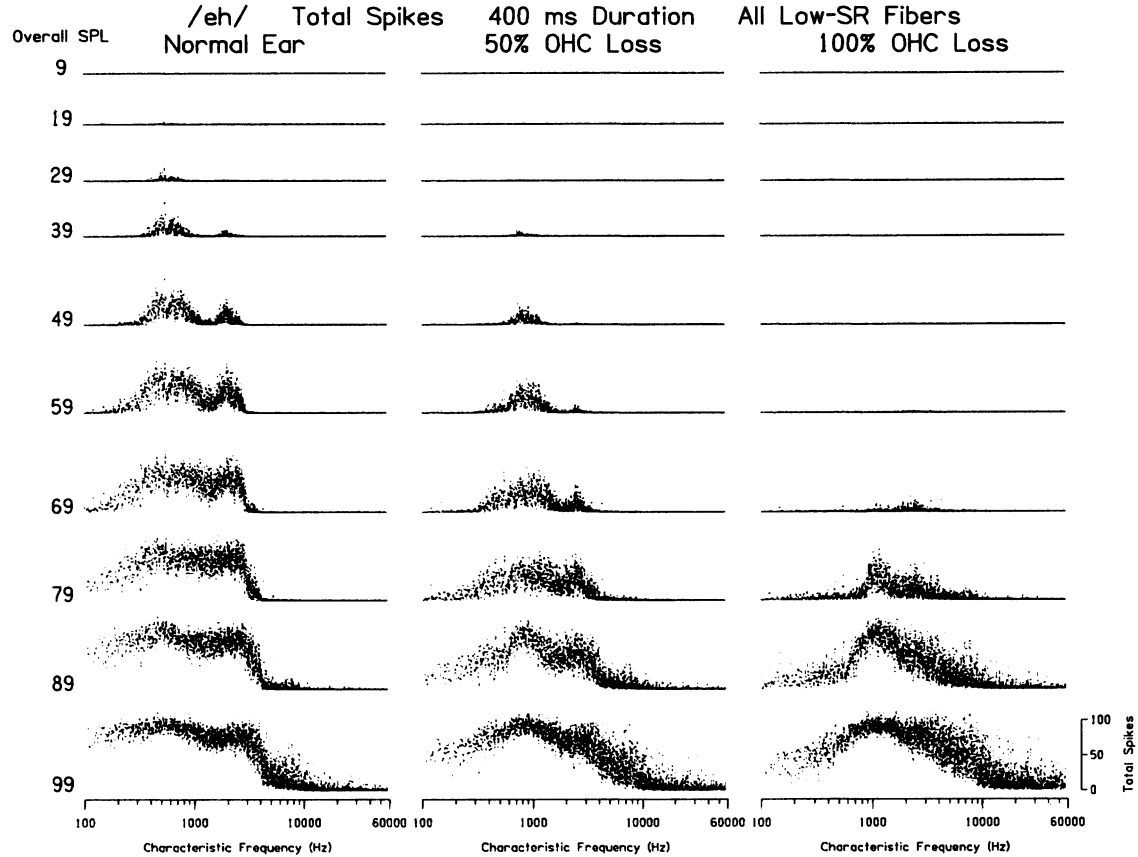 /eh/ Total Spikes 400 ms Duration All Low-SR Fibers
Overall SPL Normal Ear 50% OHC Loss 100% OHC Loss
9
19
29
39
49
59
69
79
89
99
100
50
0
Total Spikes
100 1000 10000 60000 100 1000 10000 60000 100 1000 10000 60000
Characteristic Frequency (Hz) Characteristic Frequency (Hz) Characteristic Frequency (Hz)